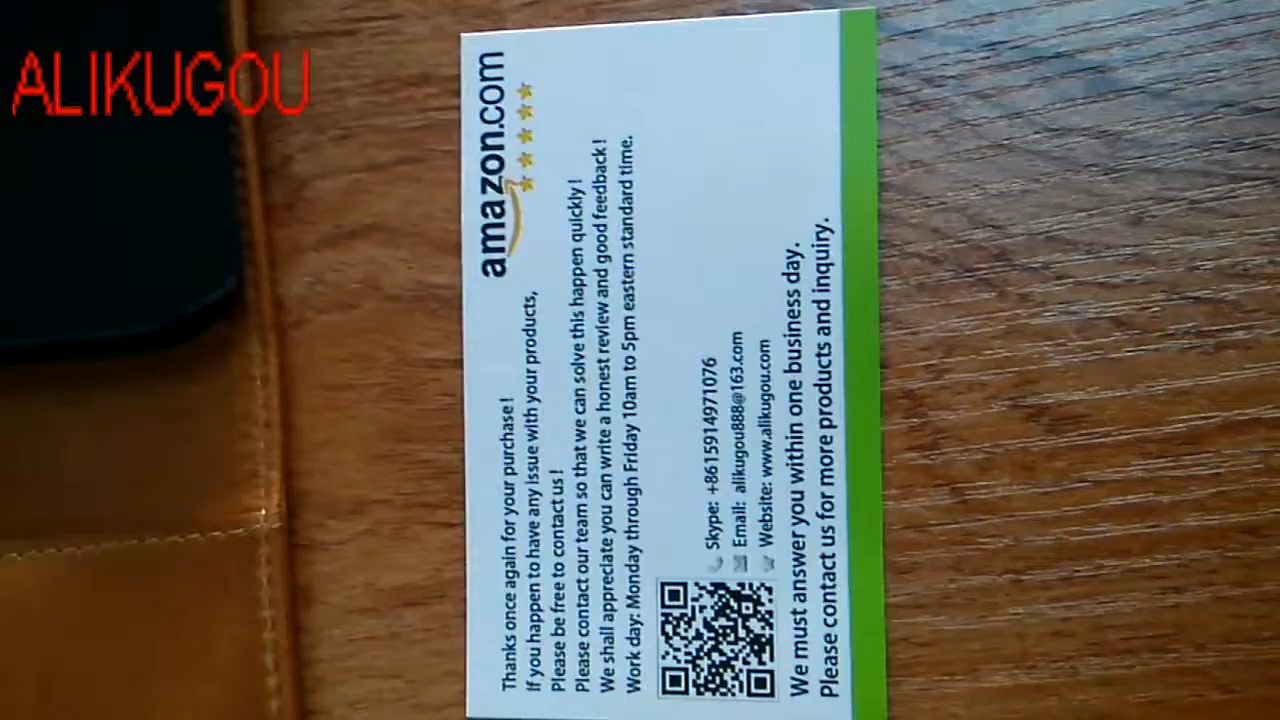 ALIKUGOU
amazon.com
Thanks once again for your purchase!
If you happen to have any issue with your products,
Please be free to contact us!
Please contact our team so that we can solve this happen quickly!
We shall appreciate you can write a honest review and good feedback!
Work day: Monday through Friday 10am to 5pm eastern standard time.
Skype: +8615914971076
Email: alikugou888@163.com
Website: www.alikugou.com
We must answer you within one business day.
Please contact us for more products and inquiry.